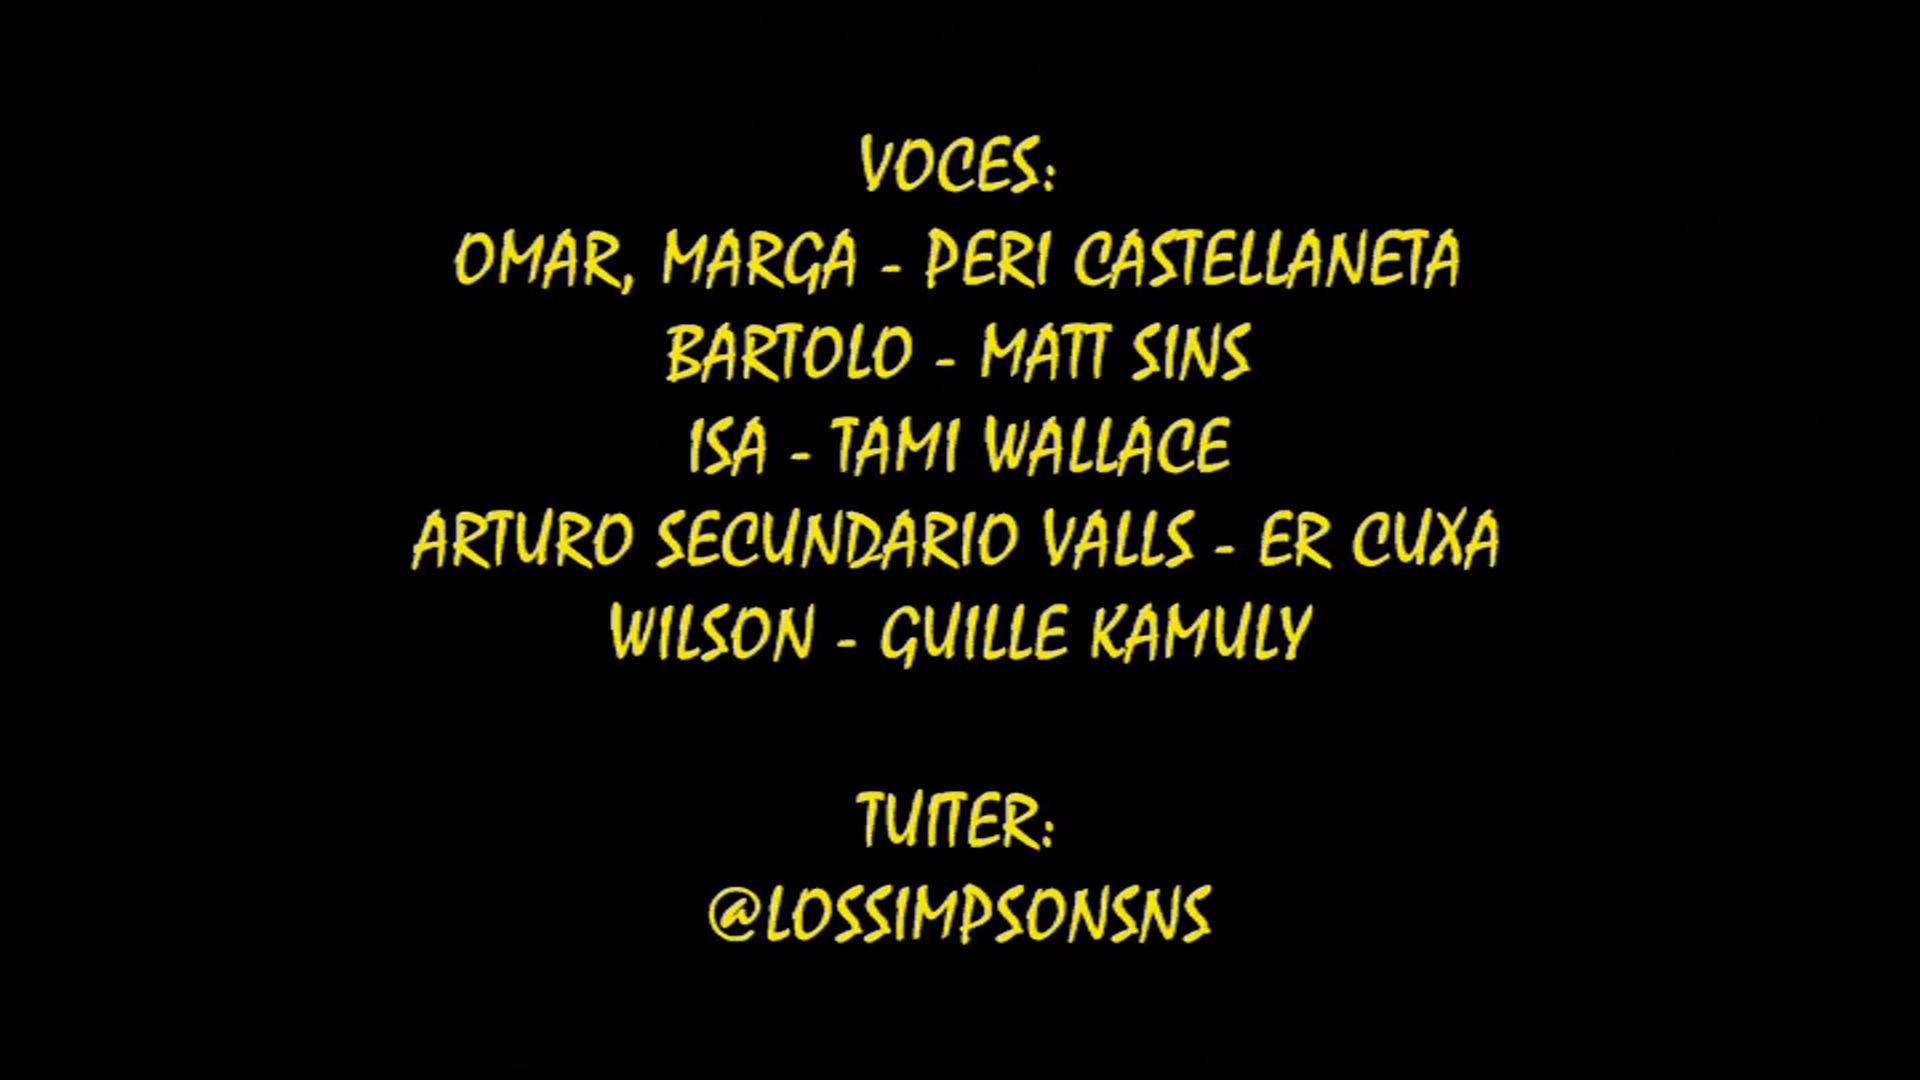 VOCES:
OMAR, MARGA - PERI CASTELLANETA
BARTOLO - MATT SINS
ISA - TAMI WALLACE
ARTURO SECUNDARIO VALLS - ER CUXA
WILSON - GUILLE KAMULY
TUITER:
@LOSSIMPSONSNS